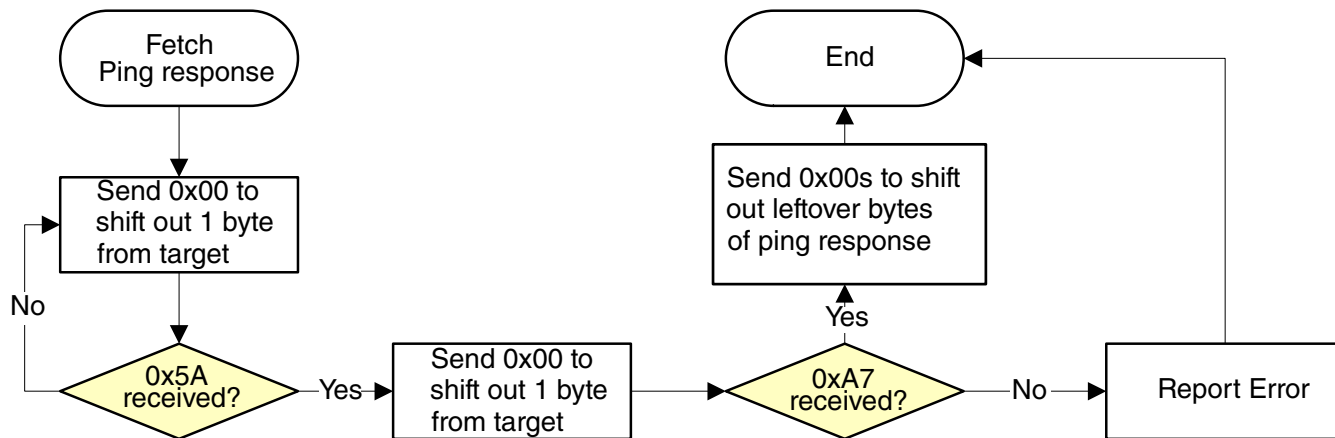 Fetch
Ping response
Send 0x00 to
shift out 1 byte
from target
No
0x5A
received?
Yes
Send 0x00 to
shift out 1 byte
from target
0xA7
received?
Yes
Send 0x00s to shift
out leftover bytes
of ping response
End
No
Report Error